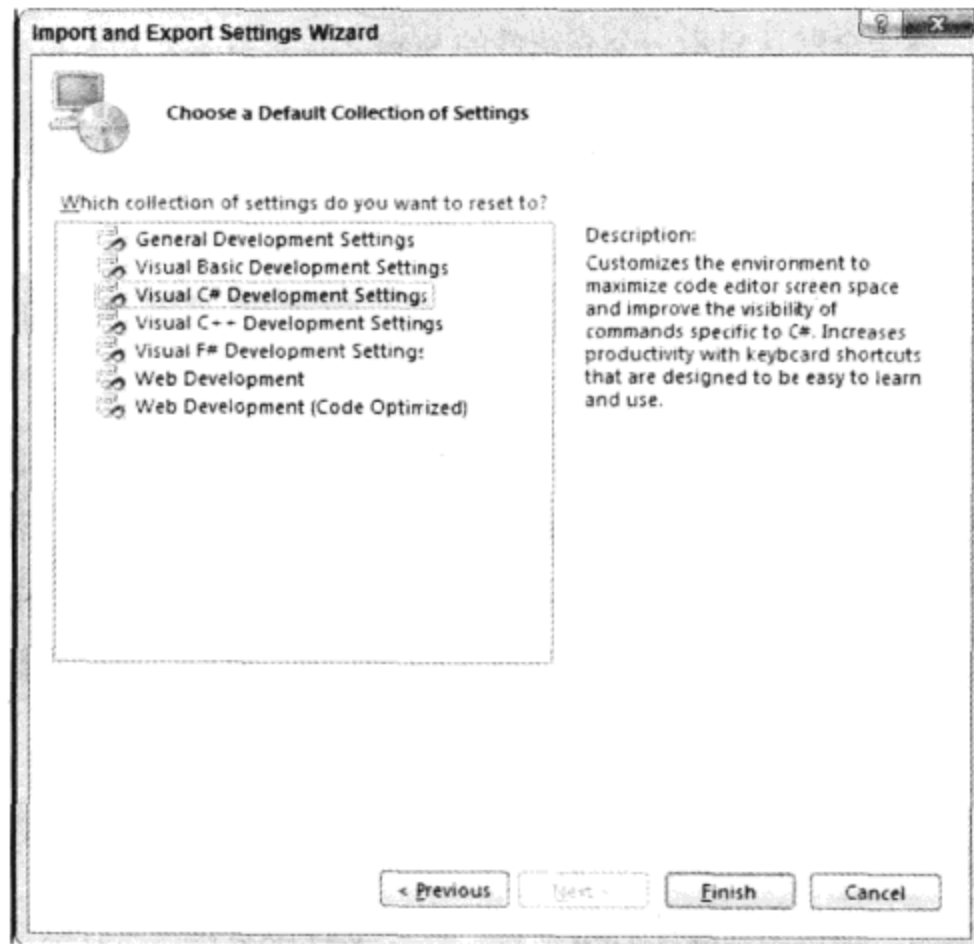 Import and Export Settings Wizard
Choose a Default Collection of Settings
Which collection of settings do you want to reset to?
General Development Settings
Visual Basic Development Settings
Visual C# Development Settings
Visual C++ Development Settings
Visual F# Development Settings
Web Development
Web Development (Code Optimized)
Description:
Customizes the environment to
maximize code editor screen space
and improve the visibility of
commands specific to C#. Increases
productivity with keyboard shortcuts
that are designed to be easy to learn
and use.
< Previous
Next >
Finish
Cancel